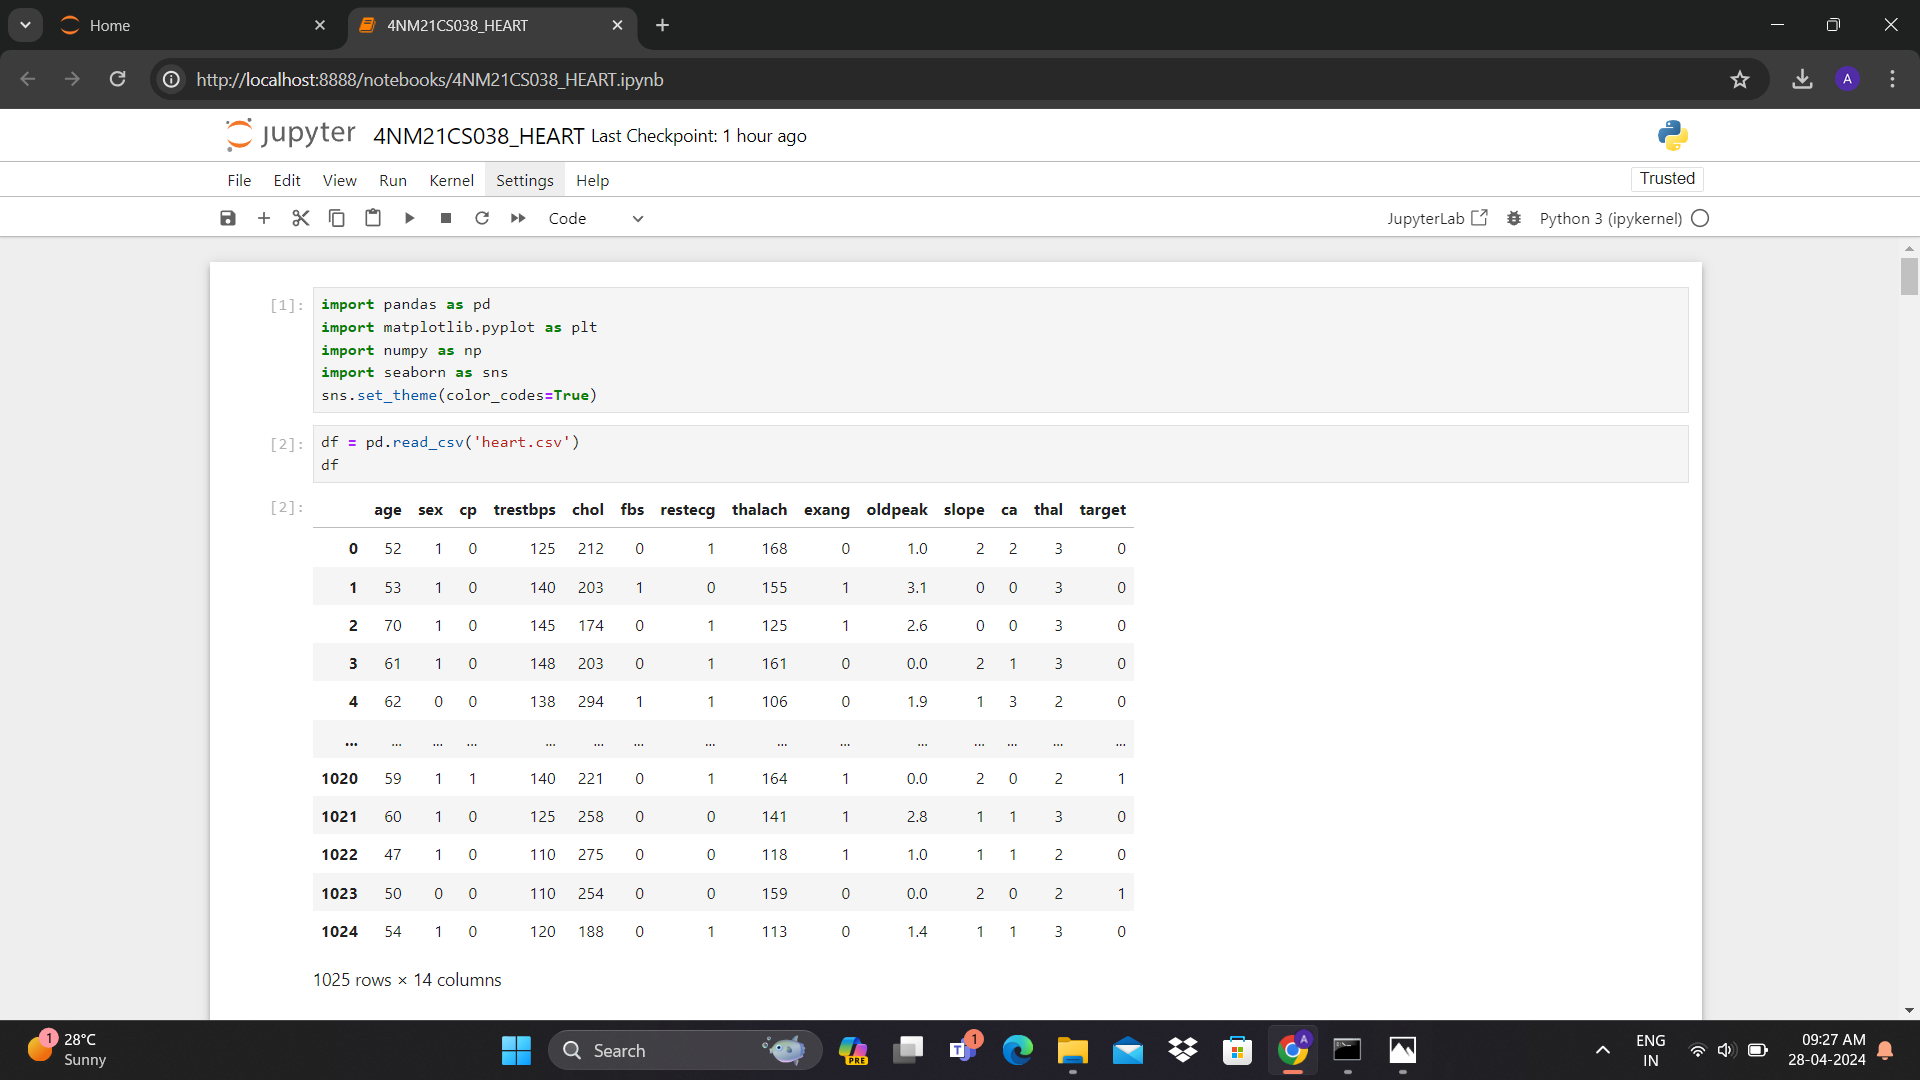 Home
4NM21CS038_HEART
http://localhost:8888/notebooks/4NM21CS038_HEART.ipynb
A
jupyter 4NM21CS038_HEART Last Checkpoint: 1 hour ago
File Edit View Run Kernel Settings Help
Trusted
Code
JupyterLab Python 3 (ipykernel)
[1]:
import pandas as pd
import matplotlib.pyplot as plt
import numpy as np
import seaborn as sns
sns.set_theme(color_codes=True)
[2]:
df = pd.read_csv('heart.csv')
df
[2]:
age sex cp trestbps chol fbs restecg thalach exang oldpeak slope ca thal target
0 52 1 0 125 212 0 1 168 0 1.0 2 2 3 0
1 53 1 0 140 203 1 0 155 1 3.1 0 0 3 0
2 70 1 0 145 174 0 1 125 1 2.6 0 0 3 0
3 61 1 0 148 203 0 1 161 0 0.0 2 1 3 0
4 62 0 0 138 294 1 1 106 0 1.9 1 3 2 0
... ... ... ... ... ... ... ... ... ... ... ... ... ... ...
1020 59 1 1 140 221 0 1 164 1 0.0 2 0 2 1
1021 60 1 0 125 258 0 0 141 1 2.8 1 1 3 0
1022 47 1 0 110 275 0 0 118 1 1.0 1 1 2 0
1023 50 0 0 110 254 0 0 159 0 0.0 2 0 2 1
1024 54 1 0 120 188 0 1 113 0 1.4 1 1 3 0
1025 rows × 14 columns
1
28°C
Sunny
Search
PRE
T
1
A
ENG
IN
09:27 AM
28-04-2024